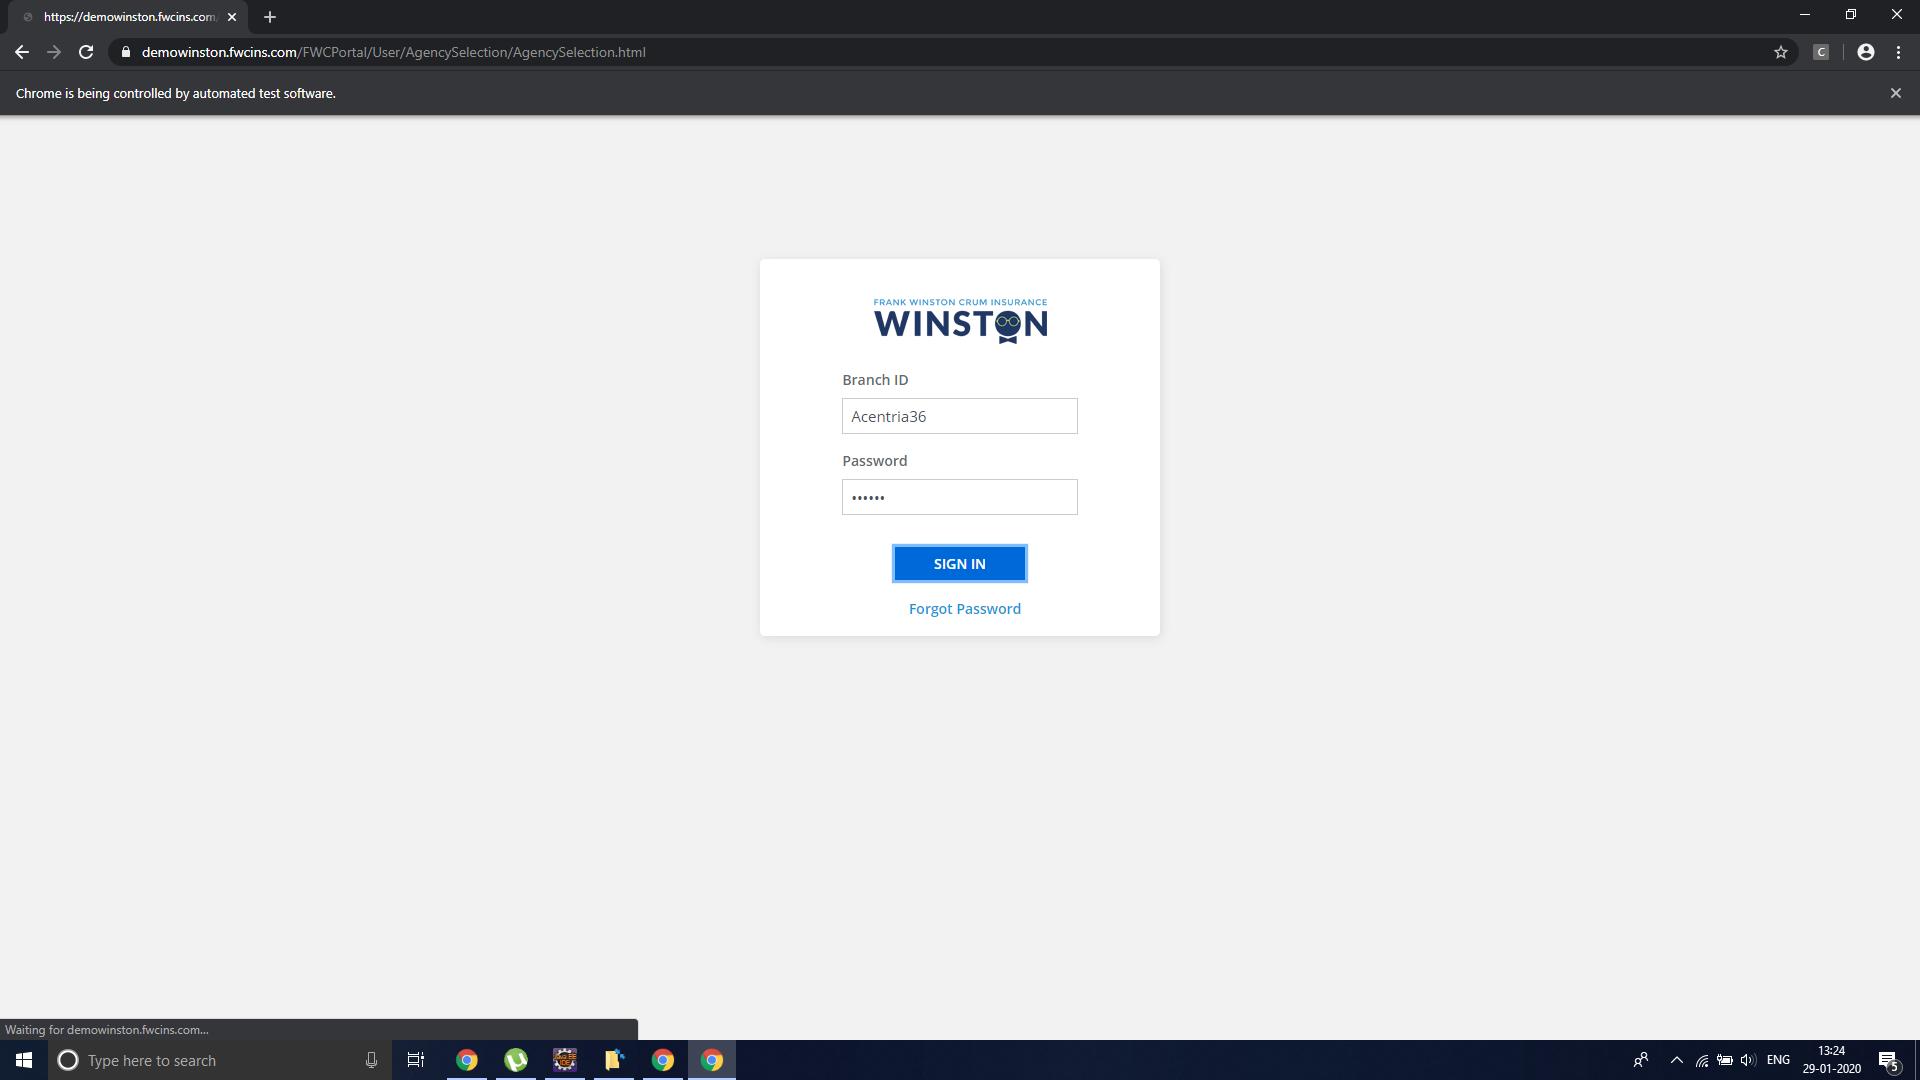 https://demowinston.fwcins.com
demowinston.fwcins.com/FWCPortal/User/AgencySelection/AgencySelection.html
C
Chrome is being controlled by automated test software.
FRANK WINSTON CRUM INSURANCE
WINSTON
Branch ID
Acentria36
Password
••••••
SIGN IN
Forgot Password
Waiting for demowinston.fwcins.com...
Type here to search
ENG
13:24
29-01-2020
5